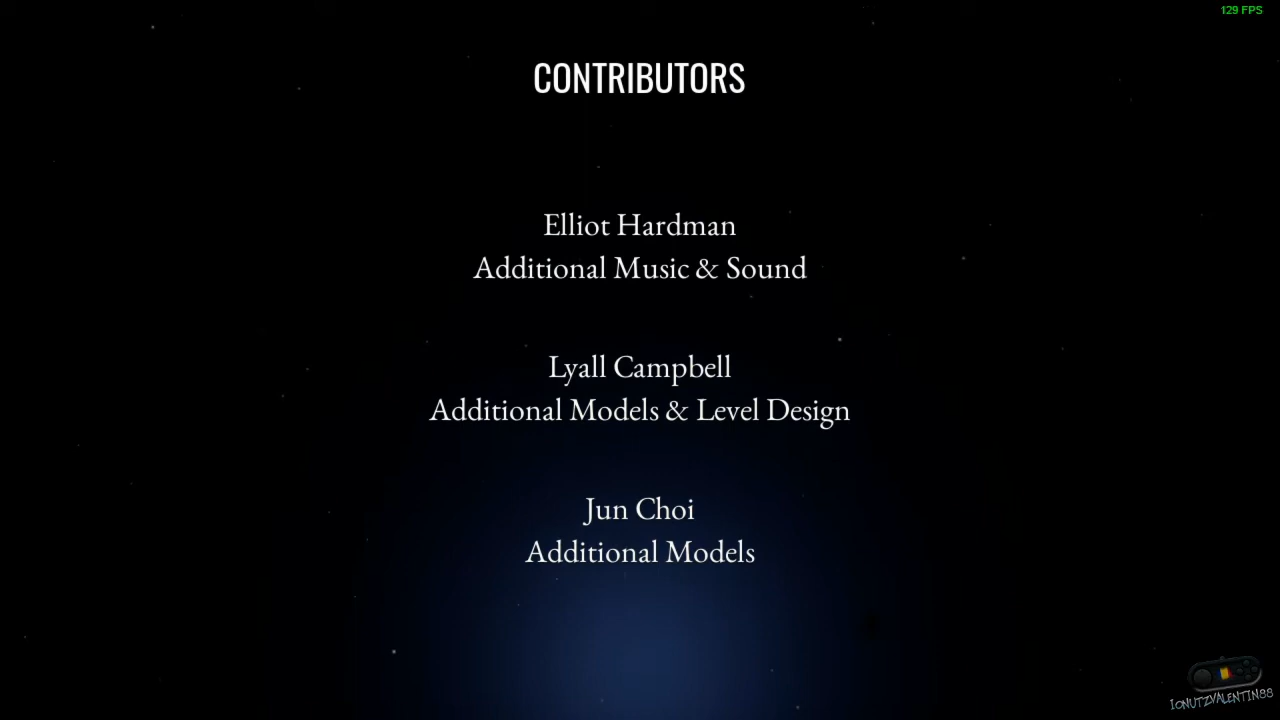 129 FPS
CONTRIBUTORS
Elliot Hardman
Additional Music & Sound
Lyall Campbell
Additional Models & Level Design
Jun Choi
Additional Models
IONUTZVALENTIN88